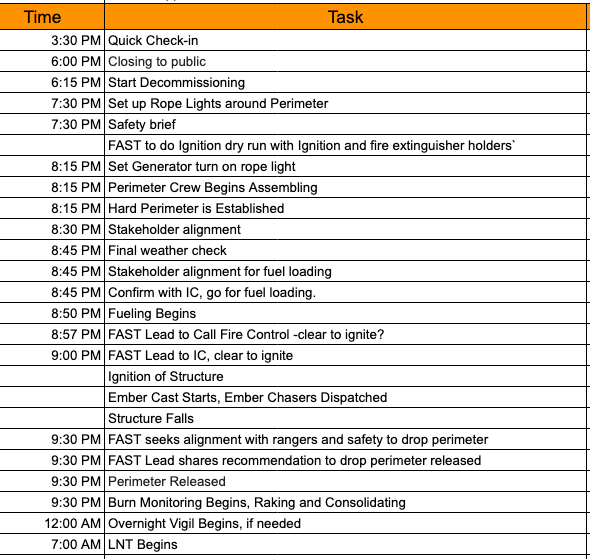 Time Task
3:30 PM Quick Check-in
6:00 PM Closing to public
6:15 PM Start Decommissioning
7:30 PM Set up Rope Lights around Perimeter
7:30 PM Safety brief
FAST to do Ignition dry run with Ignition and fire extinguisher holders`
8:15 PM Set Generator turn on rope light
8:15 PM Perimeter Crew Begins Assembling
8:15 PM Hard Perimeter is Established
8:30 PM Stakeholder alignment
8:45 PM Final weather check
8:45 PM Stakeholder alignment for fuel loading
8:45 PM Confirm with IC, go for fuel loading.
8:50 PM Fueling Begins
8:57 PM FAST Lead to Call Fire Control -clear to ignite?
9:00 PM FAST Lead to IC, clear to ignite
Ignition of Structure
Ember Cast Starts, Ember Chasers Dispatched
Structure Falls
9:30 PM FAST seeks alignment with rangers and safety to drop perimeter
9:30 PM FAST Lead shares recommendation to drop perimeter released
9:30 PM Perimeter Released
9:30 PM Burn Monitoring Begins, Raking and Consolidating
12:00 AM Overnight Vigil Begins, if needed
7:00 AM LNT Begins